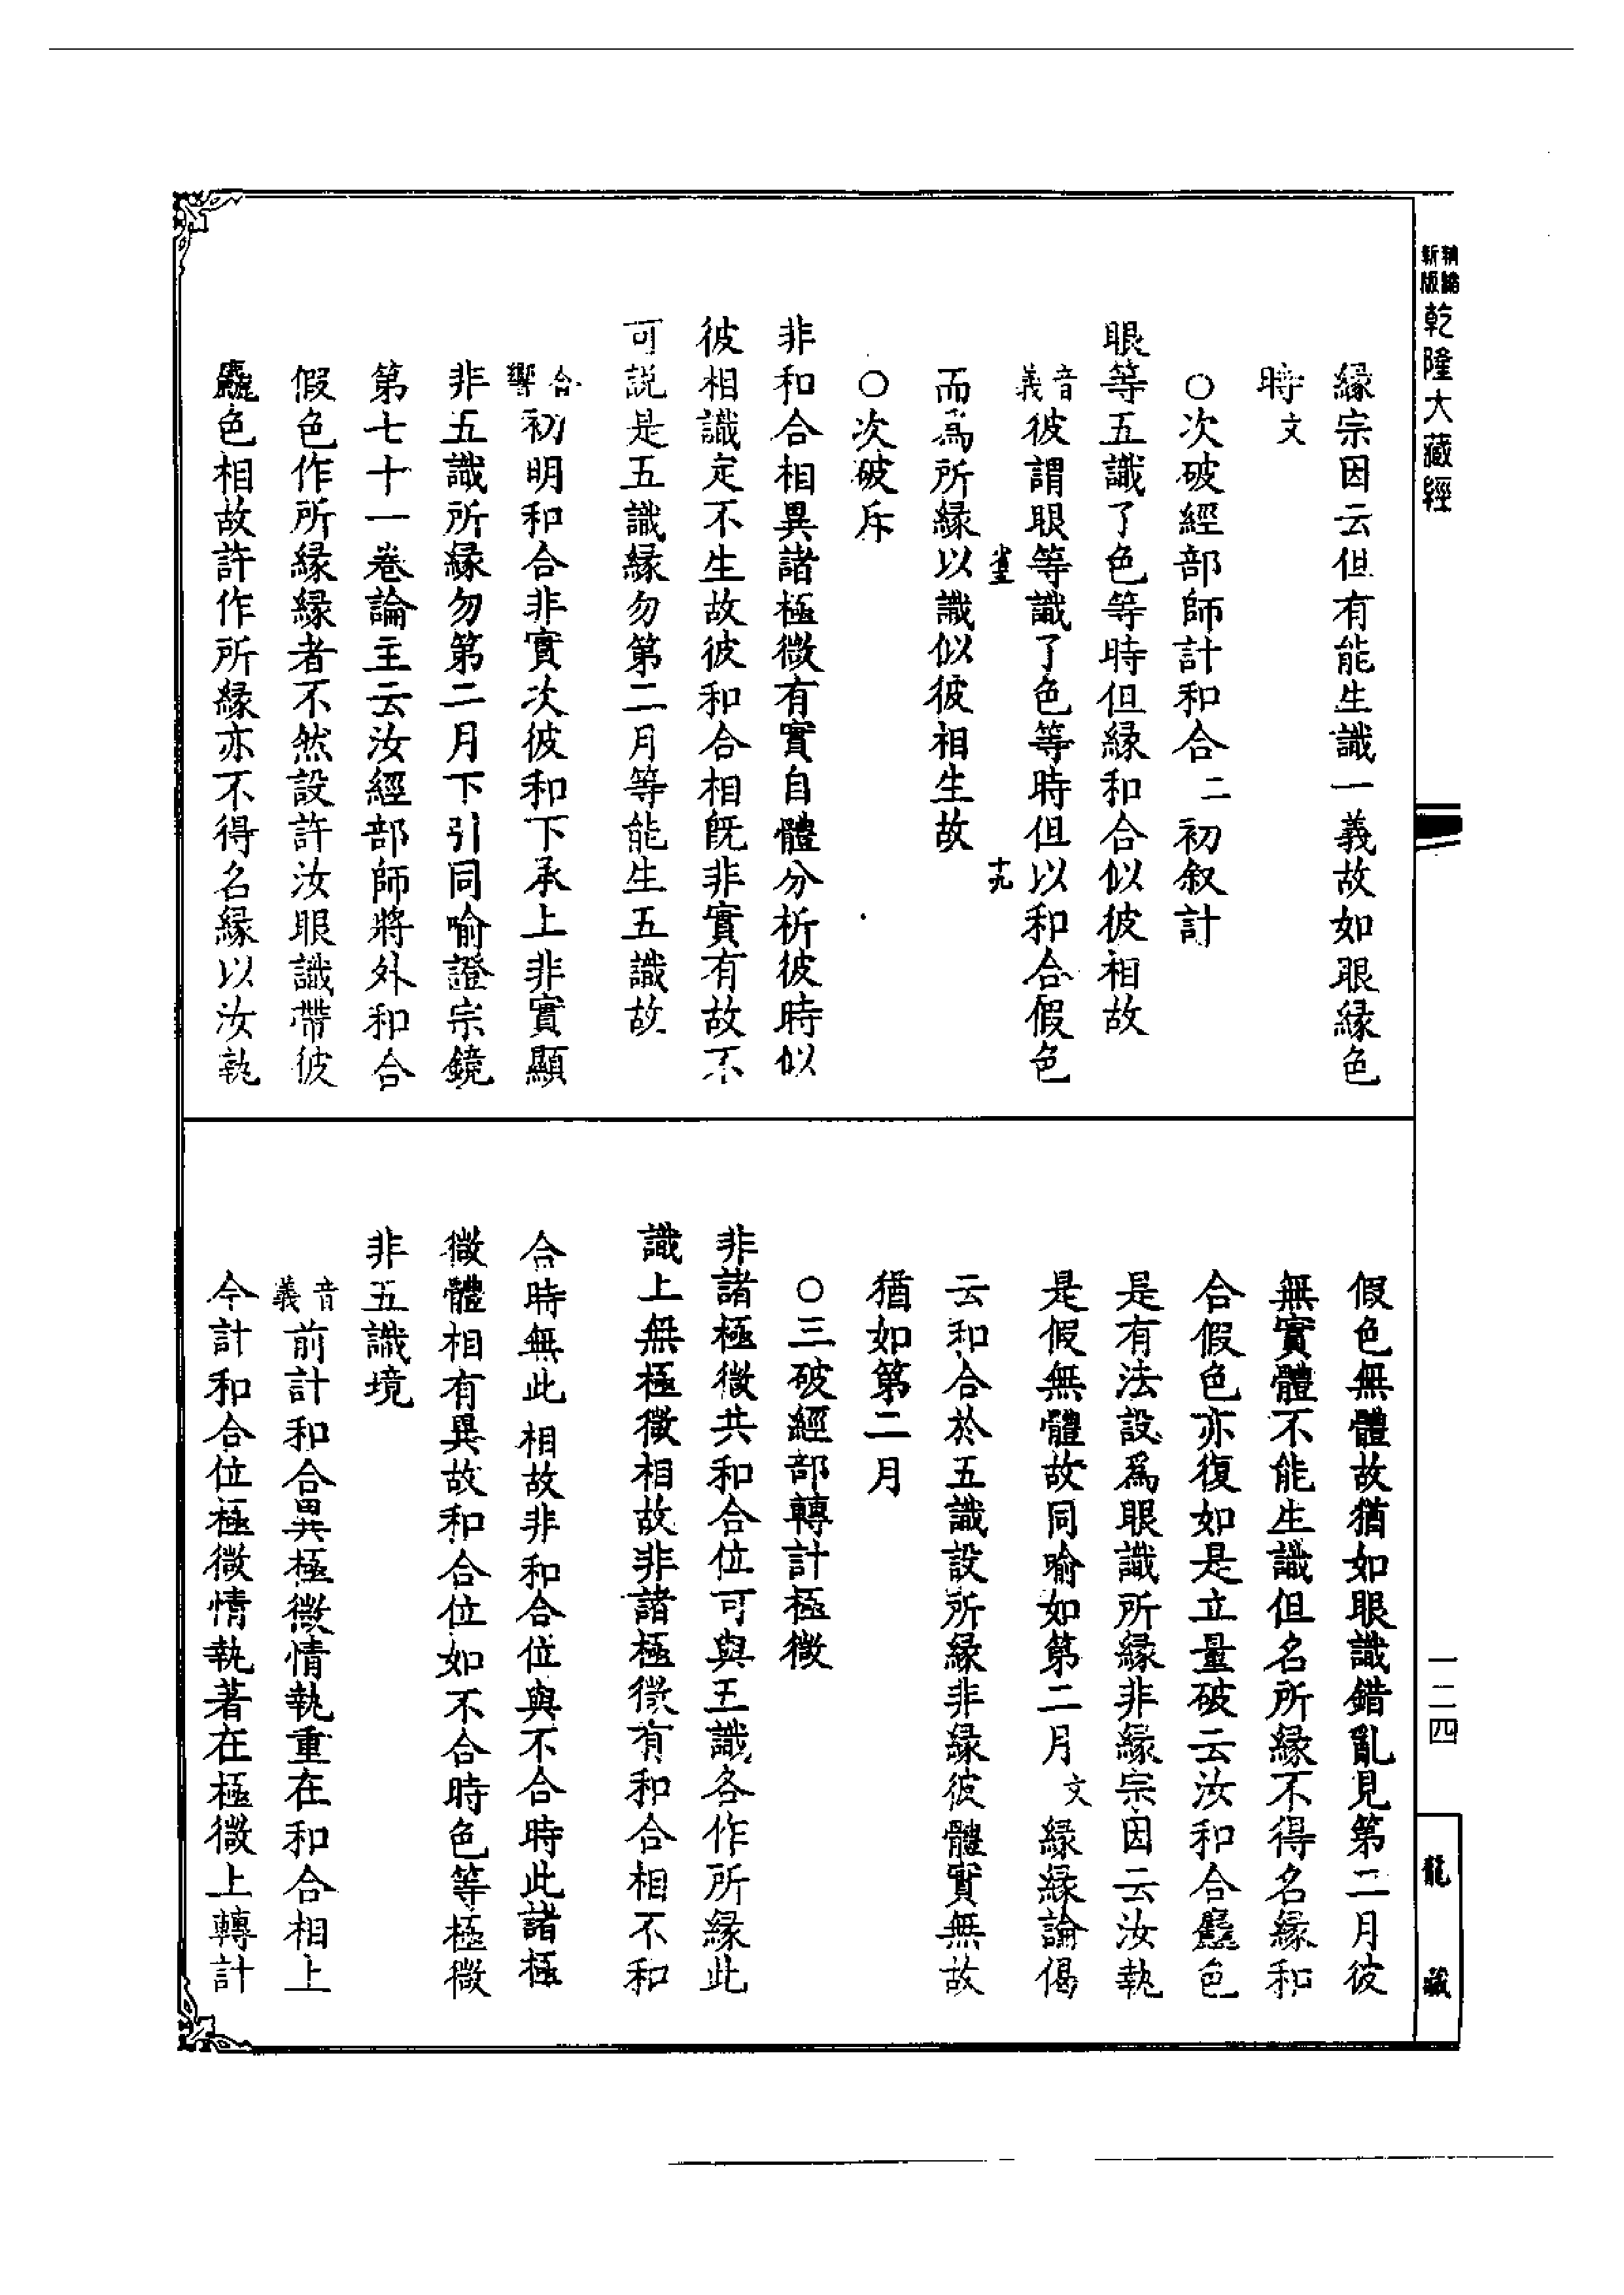 新版
乾隆大藏經
一二四
龍藏
緣宗因云但有能生識一義故如眼緣色
時文
○次破經部師計和合二初叙計
眼等五識了色等時但緣和合似彼相故
音義彼謂眼等識了色等時但以和合假色
十九
而爲所緣以識似彼相生故
○次破斥
非和合相異諸極微有實自體分析彼時似
彼相識定不生故彼和合相旣非實有故不
可説是五識緣勿第二月等能生五識故
合響初明和合非實次彼和下承上非實顯
非五識所緣勿第二月下引同喻證宗鏡
第七十一卷論主云汝經部師將外和合
假色作所緣緣者不然設許汝眼識帶彼
麤色相故許作所緣亦不得名緣以汝執
假色無體故猶如眼識錯亂見第二月彼
無實體不能生識但名所緣不得名緣和
合假色亦復如是立量破云汝和合麤色
是有法設爲眼識所緣非緣宗因云汝執
是假無體故同喻如第二月文緣緣論偈
云和合於五識設所緣非緣彼體實無故
猶如第二月
○三破經部轉計極微
非諸極微共和合位可與五識各作所緣此
識上無極微相故非諸極微有和合相不和
合時無此相故非和合位與不合時此諸極
微體相有異故和合位如不合時色等極微
非五識境
音義前計和合異極微情執重在和合相上
今計和合位極微情執著在極微上轉計